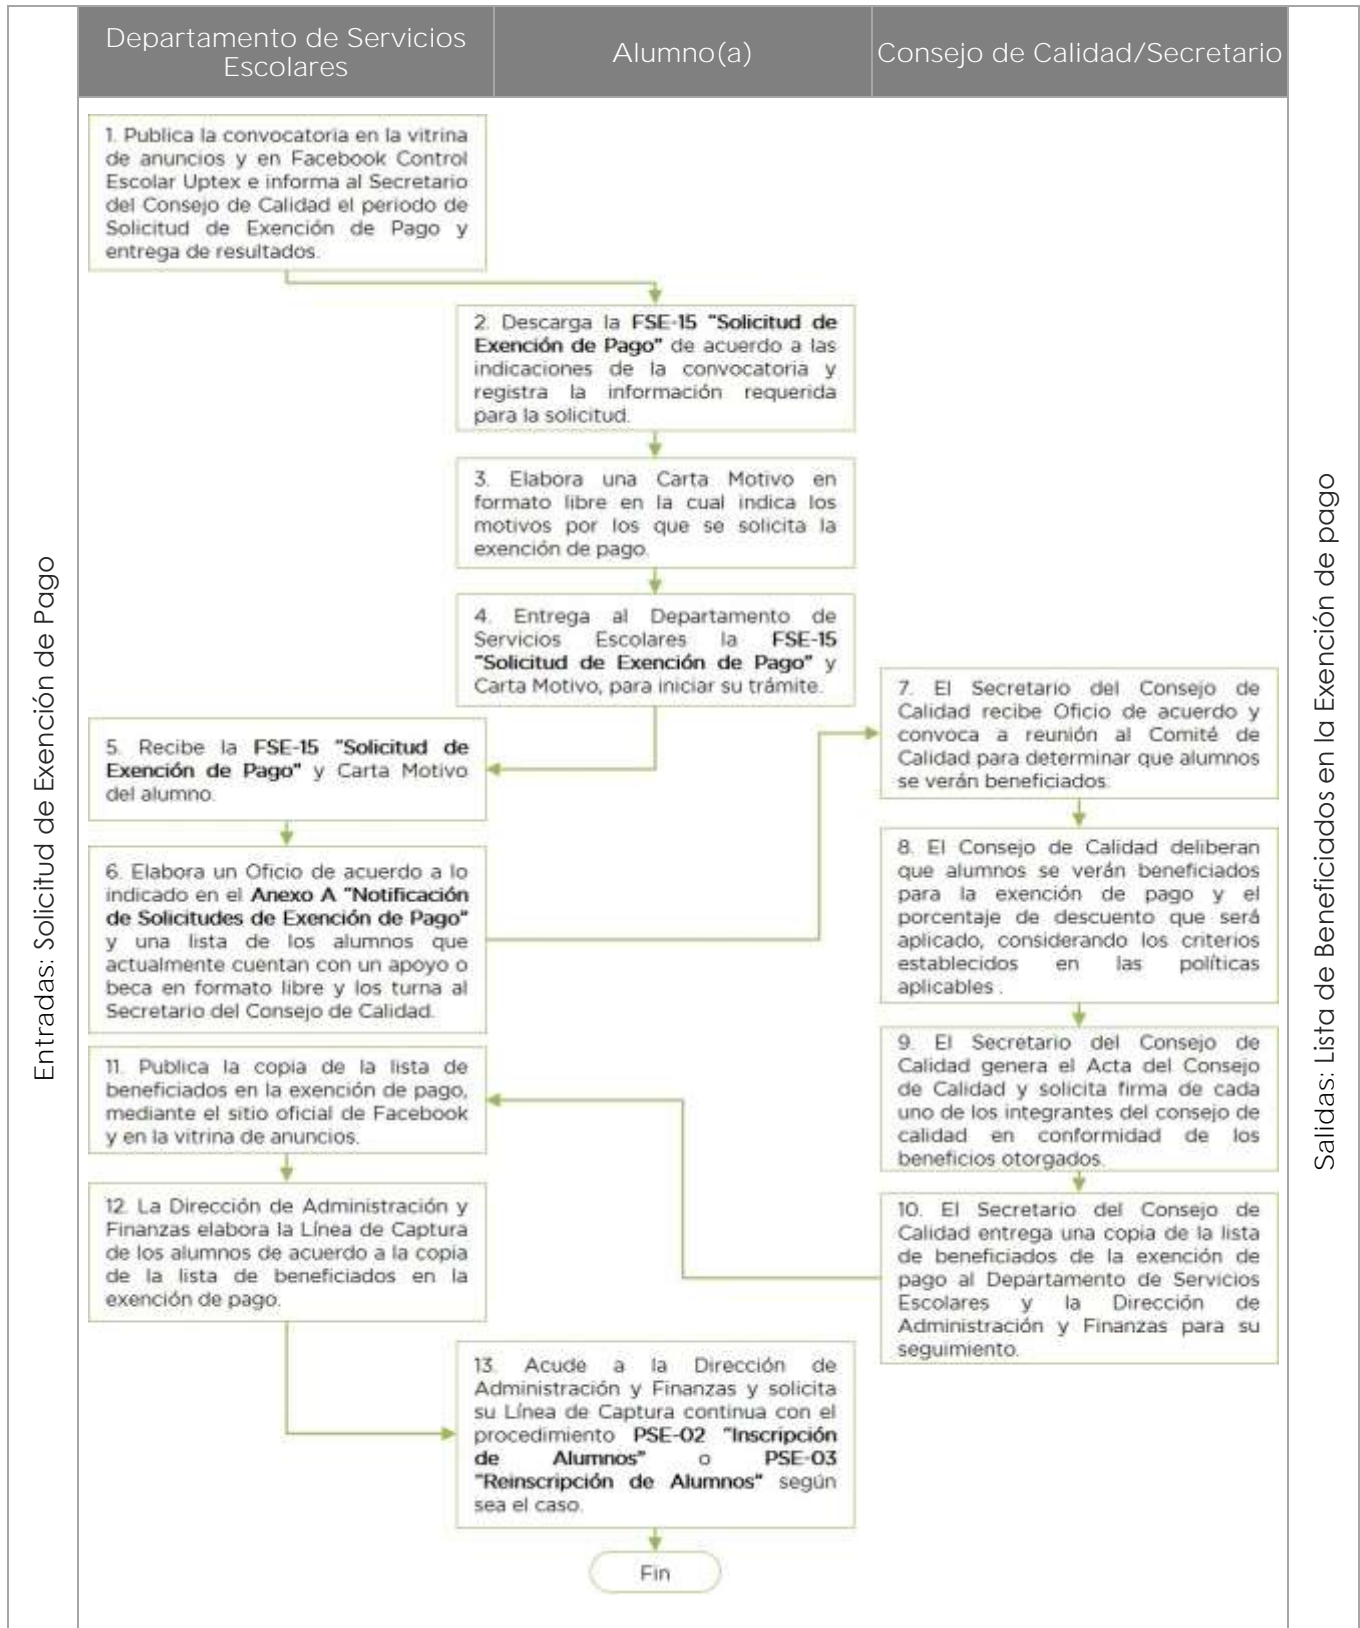 Departamento de Servicios
Escolares
Alumno(a)
Consejo de Calidad/Secretario
Entradas: Solicitud de Exención de Pago
1. Publica la convocatoria en la vitrina
de anuncios y en Facebook Control
Escolar Uptex e informa al Secretario
del Consejo de Calidad el periodo de
Solicitud de Exención de Pago y
entrega de resultados.
2. Descarga la FSE-15 "Solicitud de
Exención de Pago" de acuerdo a las
indicaciones de la convocatoria y
registra la información requerida
para la solicitud.
3. Elabora una Carta Motivo en
formato libre en la cual indica los
motivos por los que se solicita la
exención de pago.
4. Entrega al Departamento de
Servicios Escolares la FSE-15
"Solicitud de Exención de Pago" y
Carta Motivo, para iniciar su trámite.
5. Recibe la FSE-15 "Solicitud de
Exención de Pago" y Carta Motivo
del alumno.
6. Elabora un Oficio de acuerdo a lo
indicado en el Anexo A "Notificación
de Solicitudes de Exención de Pago"
y una lista de los alumnos que
actualmente cuentan con un apoyo o
beca en formato libre y los turna al
Secretario del Consejo de Calidad.
7. El Secretario del Consejo de
Calidad recibe Oficio de acuerdo y
convoca a reunión al Comité de
Calidad para determinar que alumnos
se verán beneficiados.
8. El Consejo de Calidad deliberan
que alumnos se verán beneficiados
para la exención de pago y el
porcentaje de descuento que será
aplicado, considerando los criterios
establecidos en las políticas
aplicables .
9. El Secretario del Consejo de
Calidad genera el Acta del Consejo
de Calidad y solicita firma de cada
uno de los integrantes del consejo de
calidad en conformidad de los
beneficios otorgados.
10. El Secretario del Consejo de
Calidad entrega una copia de la lista
de beneficiados de la exención de
pago al Departamento de Servicios
Escolares y la Dirección de
Administración y Finanzas para su
seguimiento.
11. Publica la copia de la lista de
beneficiados en la exención de pago,
mediante el sitio oficial de Facebook
y en la vitrina de anuncios.
12. La Dirección de Administración y
Finanzas elabora la Línea de Captura
de los alumnos de acuerdo a la copia
de la lista de beneficiados en la
exención de pago.
13. Acude a la Dirección de
Administración y Finanzas y solicita
su Línea de Captura continua con el
procedimiento PSE-02 "Inscripción
de Alumnos" o PSE-03
"Reinscripción de Alumnos" según
sea el caso.
Fin
Salidas: Lista de Beneficiados en la Exención de pago